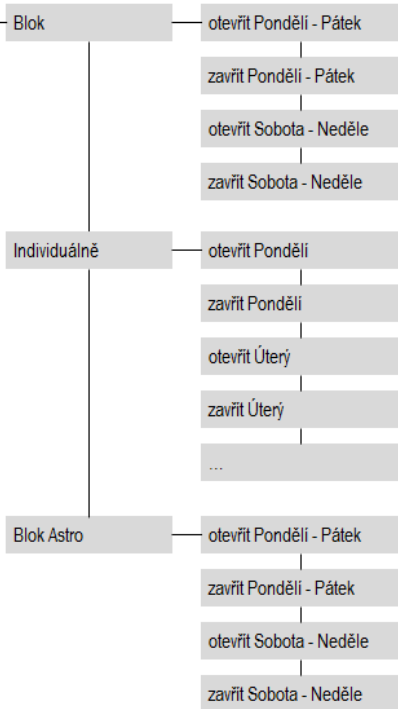 Blok
otevřít Pondělí - Pátek
zavřít Pondělí - Pátek
otevřít Sobota - Neděle
zavřít Sobota - Neděle
Individuálně
otevřít Pondělí
zavřít Pondělí
otevřít Úterý
zavřít Úterý
...
Blok Astro
otevřít Pondělí - Pátek
zavřít Pondělí - Pátek
otevřít Sobota - Neděle
zavřít Sobota - Neděle